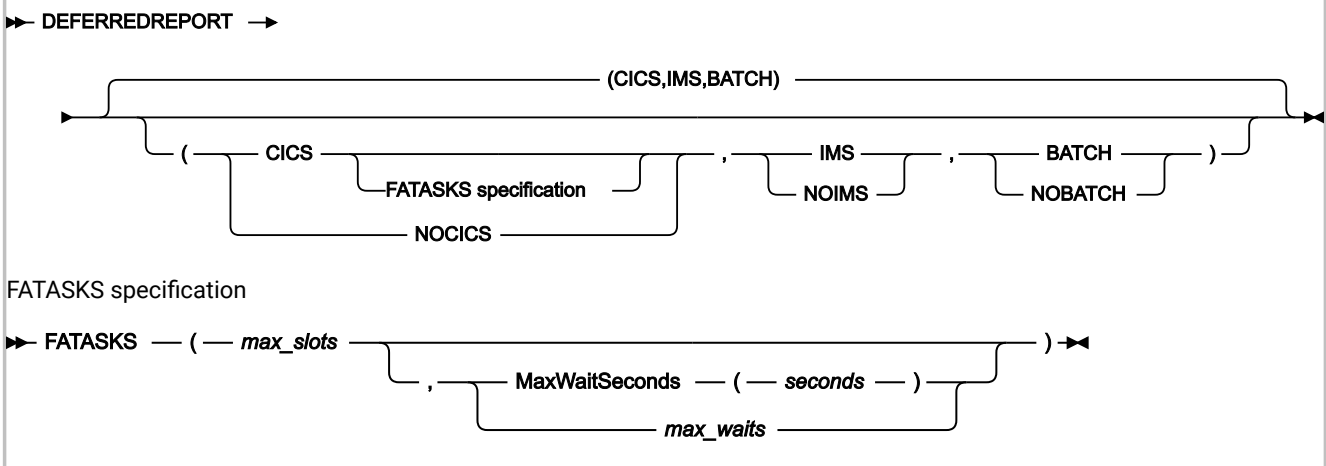 DEFERREDREPORT
(CICS,IMS,BATCH)
( CICS , IMS , BATCH )
FATASKS specification NOIMS NOBATCH
NOCICS
FATASKS specification
FATASKS ( max_slots )
, MaxWaitSeconds ( seconds )
max_waits